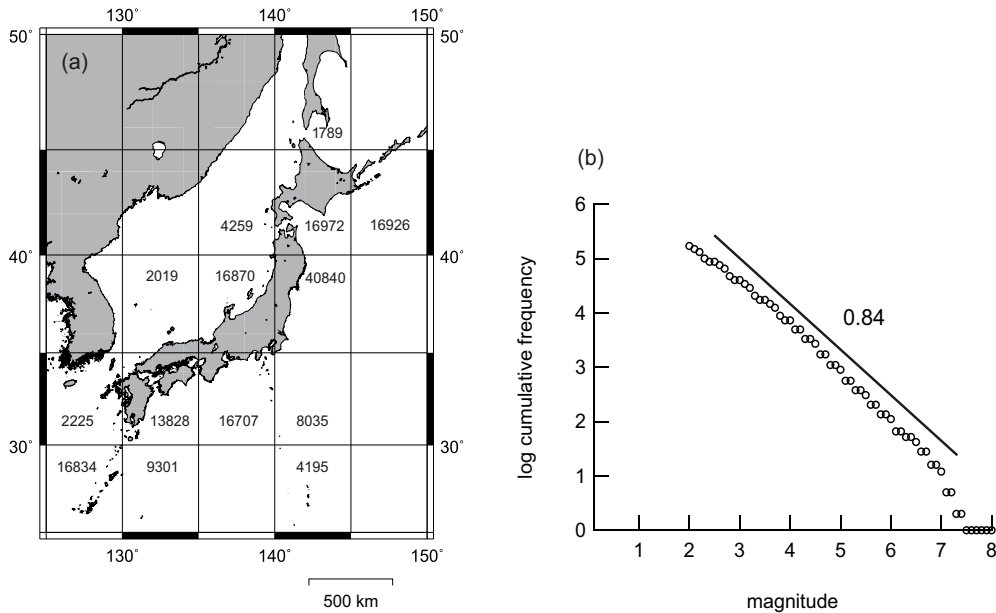 130˚ 140˚ 150˚
50˚ 50˚
(a)
1789
4259 16972 16926
40˚ 40˚
2019 16870 40840
2225 13828 16707 8035
30˚ 30˚
16834 9301 4195
130˚ 140˚ 150˚
500 km
(b)
6
5
4
3
2
1
0
log cumulative frequency
0.84
1 2 3 4 5 6 7 8
magnitude